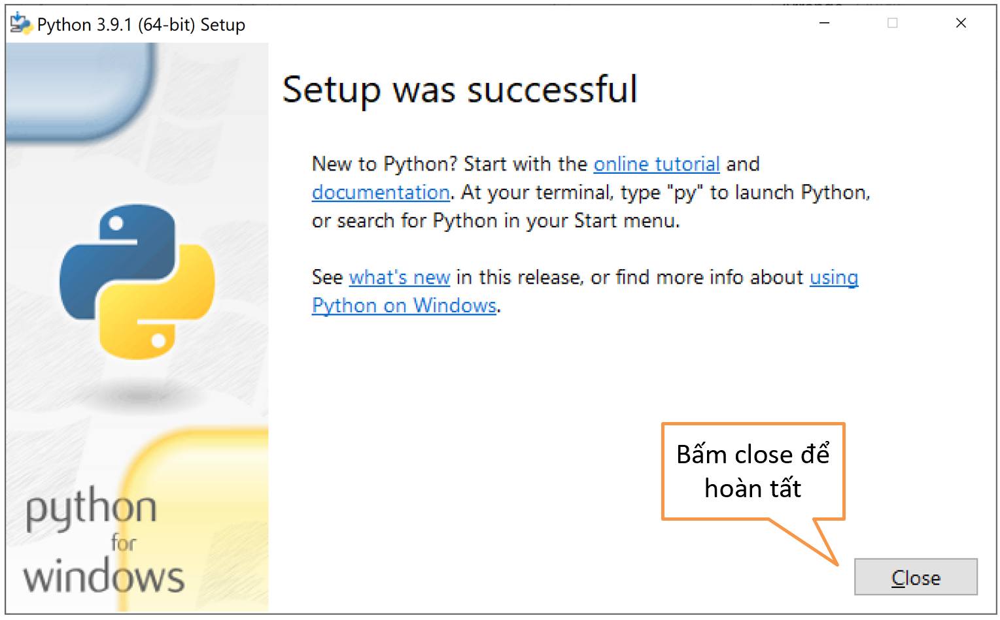 Python 3.9.1 (64-bit) Setup
Setup was successful
New to Python? Start with the online tutorial and
documentation. At your terminal, type "py" to launch Python,
or search for Python in your Start menu.
See what's new in this release, or find more info about using
Python on Windows.
Bấm close để
hoàn tất
python
for
windows
Close